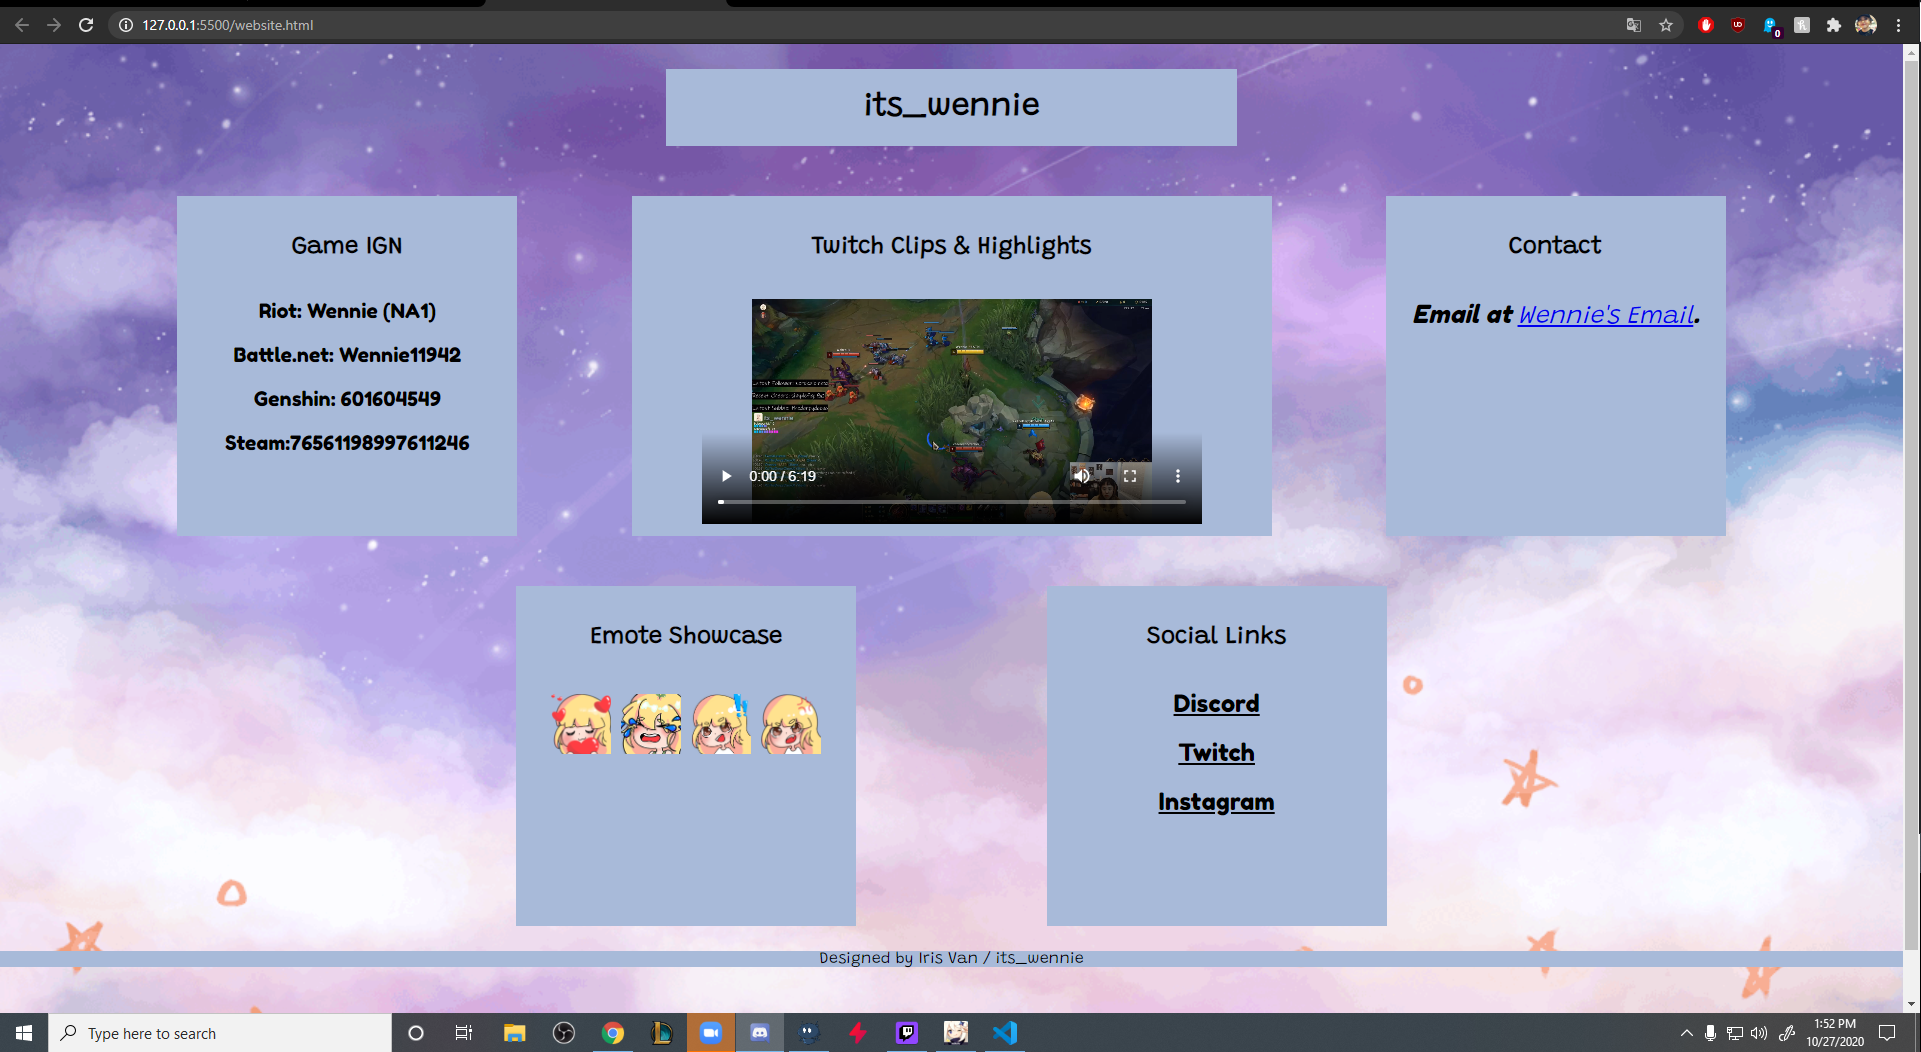 127.0.0.1:5500/website.html
0
its_wennie
Game IGN
Riot: Wennie (NA1)
Battle.net: Wennie11942
Genshin: 601604549
Steam:76561198997611246
Twitch Clips & Highlights
0:00 / 6:19
Contact
Email at Wennie's Email.
Emote Showcase
Social Links
Discord
Twitch
Instagram
Designed by Iris Van / its_wennie
Type here to search
1:52 PM
10/27/2020